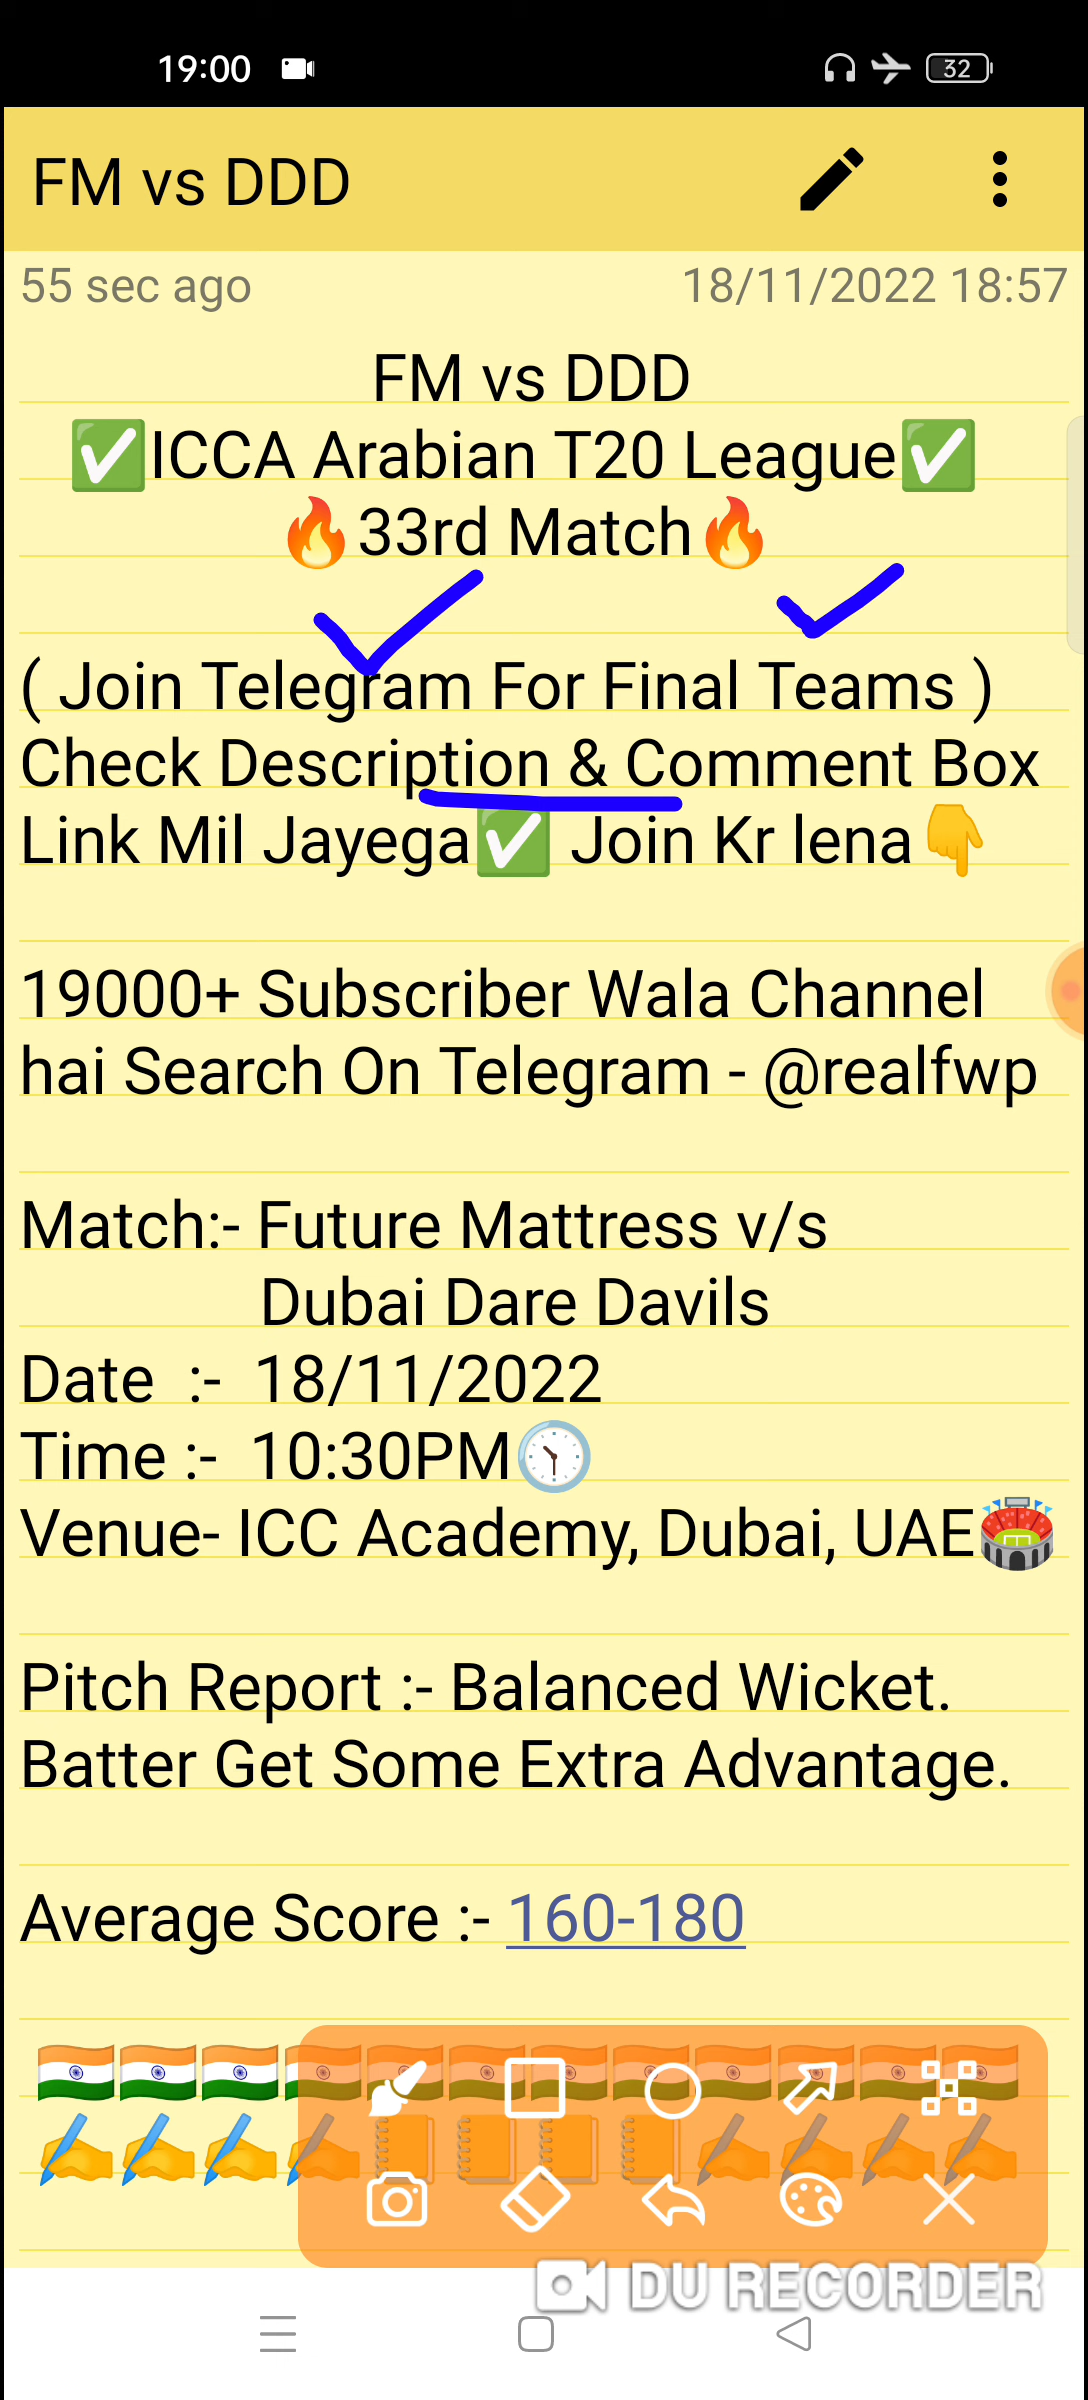 19:00
32
FM vs DDD
55 sec ago 18/11/2022 18:57
FM vs DDD
✅ICCA Arabian T20 League✅
🔥33rd Match🔥
( Join Telegram For Final Teams )
Check Description & Comment Box
Link Mil Jayega✅ Join Kr lena👇
19000+ Subscriber Wala Channel
hai Search On Telegram - @realfwp
Match:- Future Mattress v/s
Dubai Dare Davils
Date :- 18/11/2022
Time :- 10:30PM🕥
Venue- ICC Academy, Dubai, UAE🏟️
Pitch Report :- Balanced Wicket.
Batter Get Some Extra Advantage.
Average Score :- 160-180
🇮🇳🇮🇳🇮🇳🇮🇳🇮🇳🇮🇳🇮🇳🇮🇳🇮🇳🇮🇳🇮🇳🇮🇳
✍️✍️✍️✍️📒📒📒📒✍️✍️✍️✍️
DU RECORDER